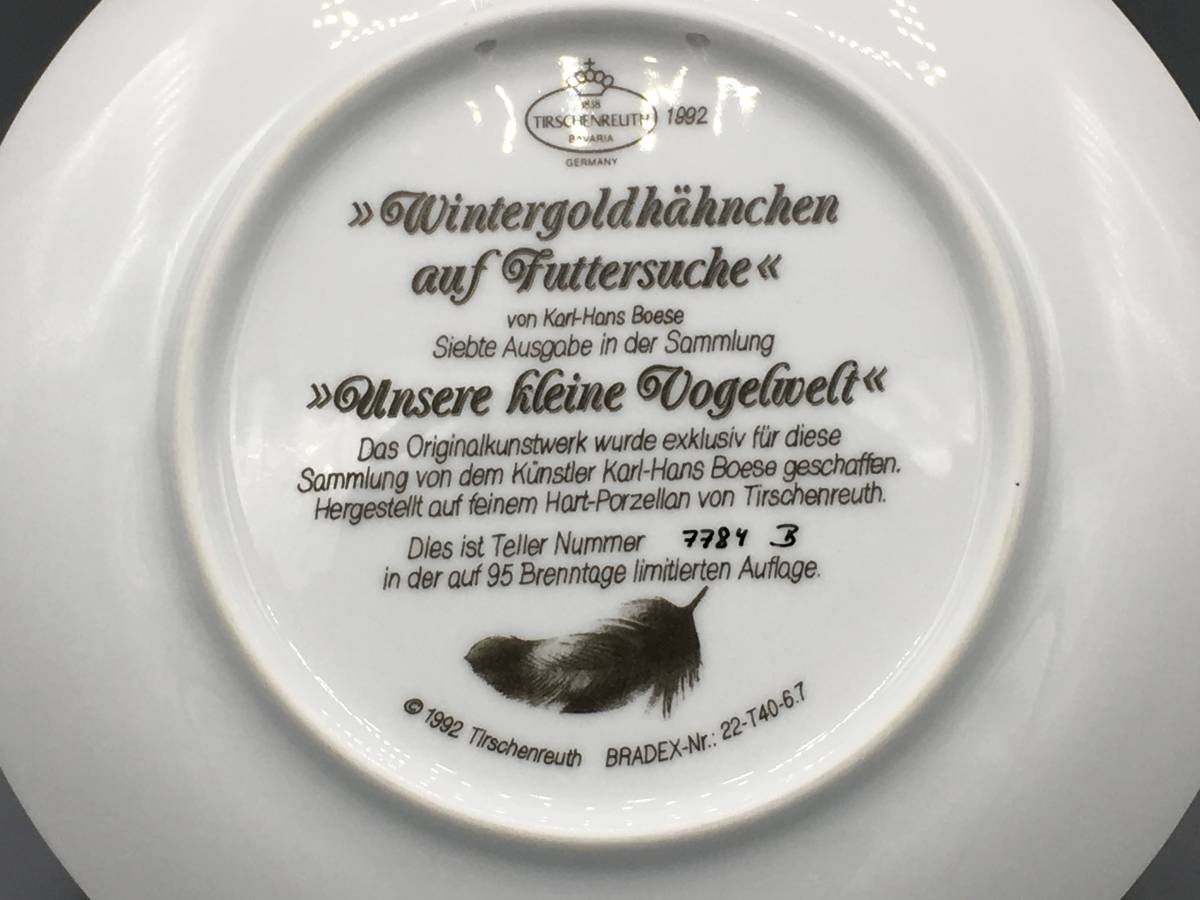 1838
TIRSCHENREUTH 1992
BAVARIA
GERMANY
»Wintergoldhähnchen
auf Futtersuche«
von Karl-Hans Boese
Siebte Ausgabe in der Sammlung
»Unsere kleine Vogelwelt«
Das Originalkunstwerk wurde exklusiv für diese
Sammlung von dem Künstler Karl-Hans Boese geschaffen.
Hergestellt auf feinem Hart-Porzellan von Tirschenreuth.
Dies ist Teller Nummer 7784 B
in der auf 95 Brenntage limitierten Auflage.
© 1992 Tirschenreuth BRADEX-Nr.: 22-T40-6.7